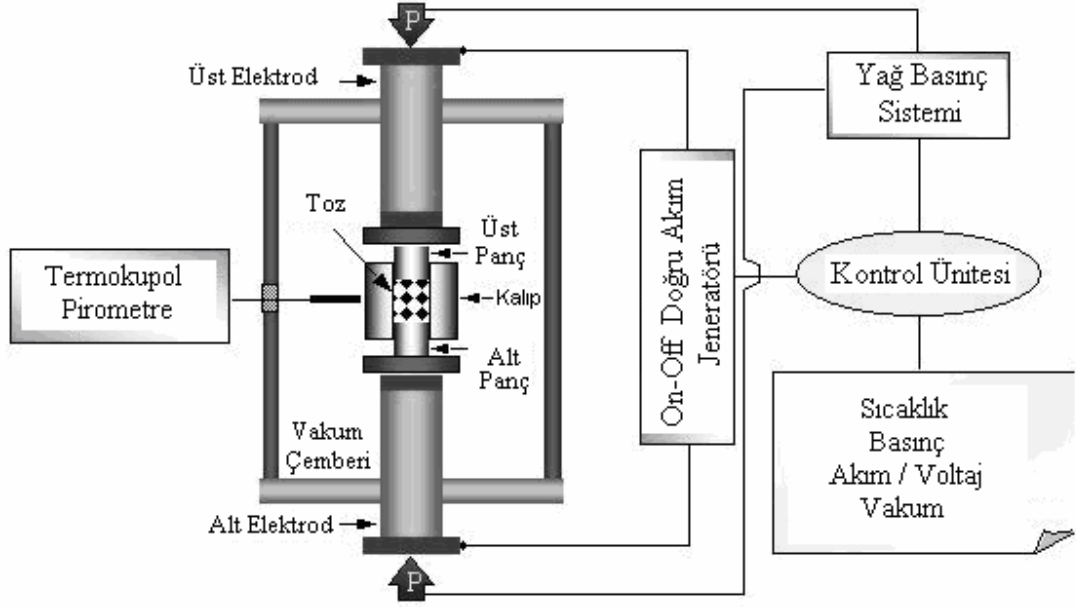 P
Üst Elektrod
Yağ Basınç
Sistemi
Toz
Üst
Panç
Termokupol
Pirometre
Kalıp
On-Off Doğru Akım
Jeneratörü
Kontrol Ünitesi
Alt
Panç
Vakum
Çemberi
Sıcaklık
Basınç
Akım / Voltaj
Vakum
Alt Elektrod
P